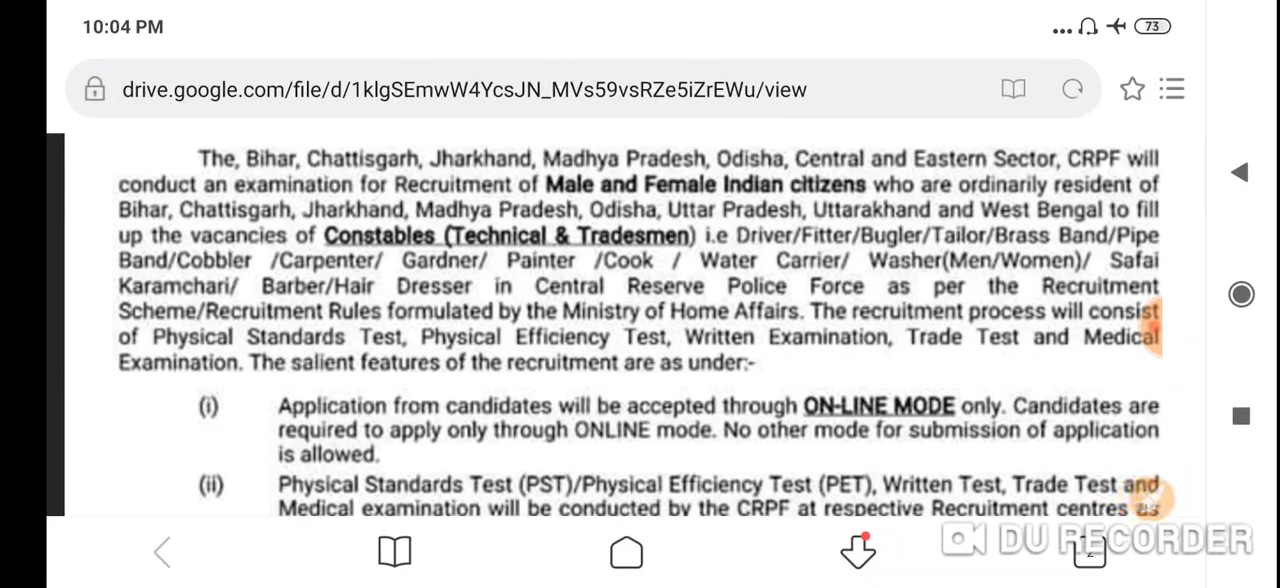 10:04 PM
73
drive.google.com/file/d/1klgSEmwW4YcsJN_MVs59vsRZe5iZrEWu/view
The, Bihar, Chattisgarh, Jharkhand, Madhya Pradesh, Odisha, Central and Eastern Sector, CRPF will
conduct an examination for Recruitment of Male and Female Indian citizens who are ordinarily resident of
Bihar, Chattisgarh, Jharkhand, Madhya Pradesh, Odisha, Uttar Pradesh, Uttarakhand and West Bengal to fill
up the vacancies of Constables (Technical & Tradesmen) i.e Driver/Fitter/Bugler/Tailor/Brass Band/Pipe
Band/Cobbler /Carpenter/ Gardner/ Painter /Cook / Water Carrier/ Washer(Men/Women)/ Safai
Karamchari/ Barber/Hair Dresser in Central Reserve Police Force as per the Recruitment
Scheme/Recruitment Rules formulated by the Ministry of Home Affairs. The recruitment process will consist
of Physical Standards Test, Physical Efficiency Test, Written Examination, Trade Test and Medical
Examination. The salient features of the recruitment are as under:-
(i) Application from candidates will be accepted through ON-LINE MODE only. Candidates are
required to apply only through ONLINE mode. No other mode for submission of application
is allowed.
(ii) Physical Standards Test (PST)/Physical Efficiency Test (PET), Written Test, Trade Test and
Medical examination will be conducted by the CRPF at respective Recruitment centres as
DU RECORDER
2